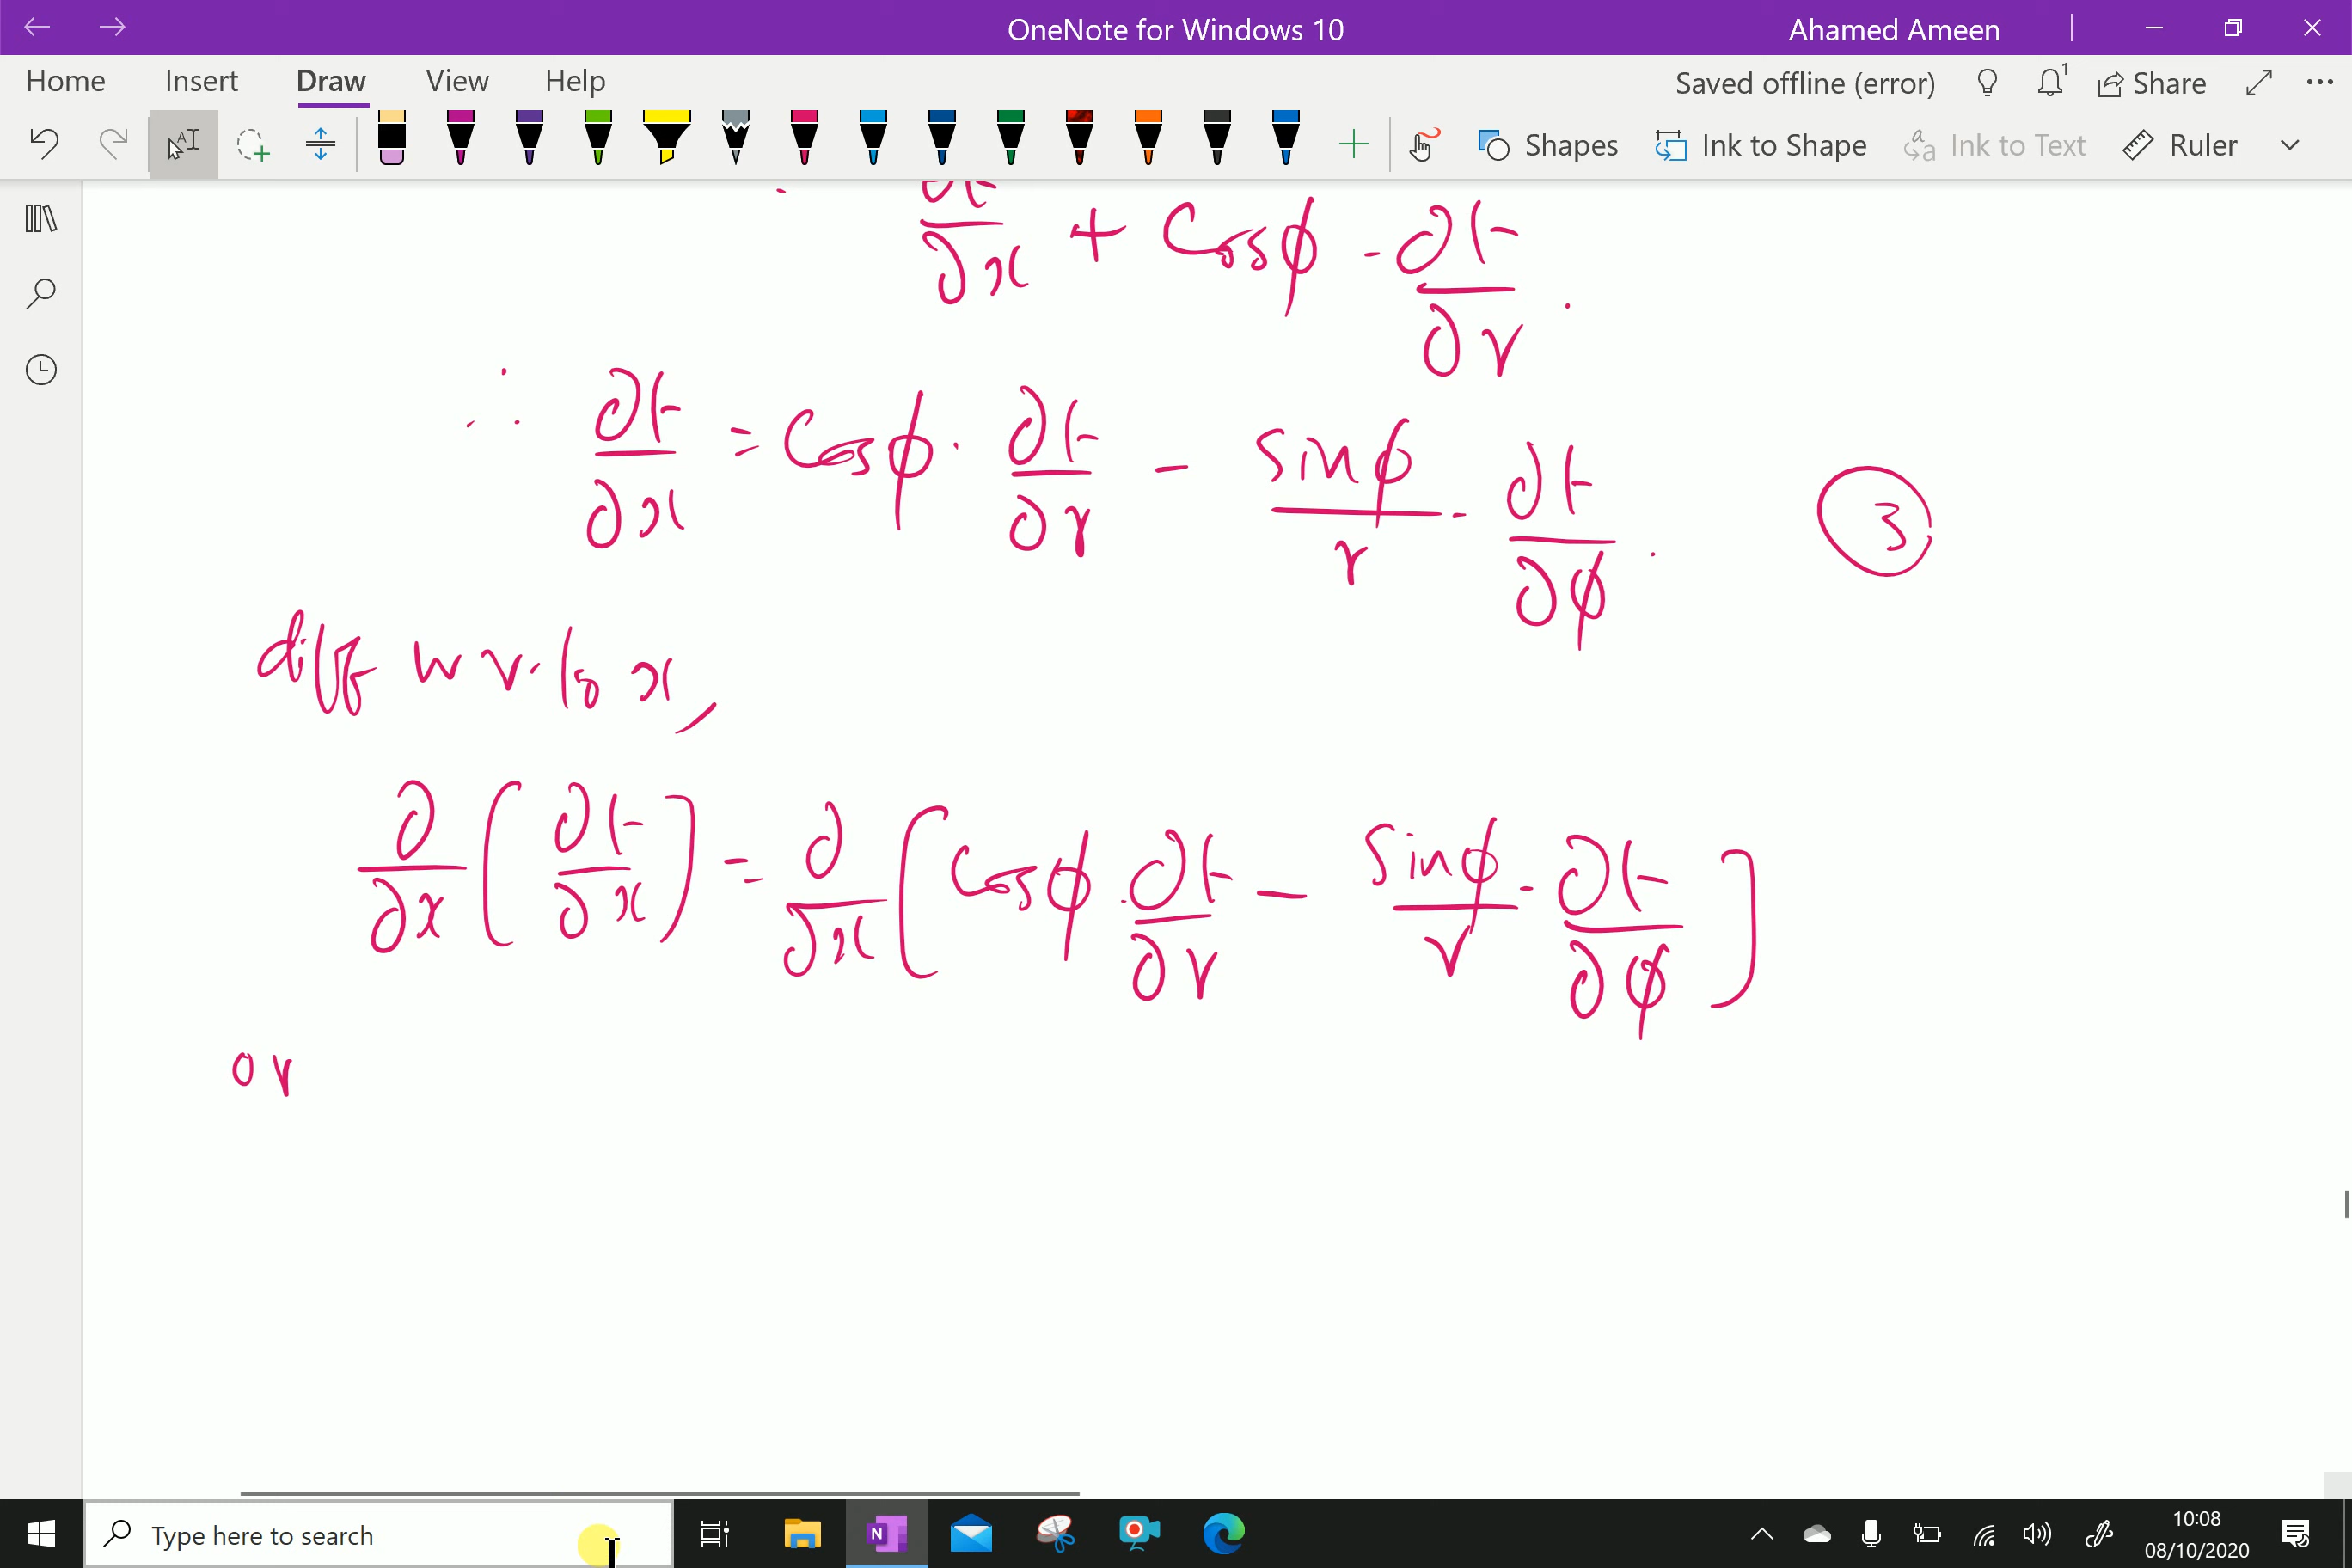 OneNote for Windows 10 Ahamed Ameen
Home Insert Draw View Help Saved offline (error) 1 Share
Shapes Ink to Shape Ink to Text Ruler
∂t/∂x + Cosφ · ∂t/∂r .
∴ ∂t/∂x = Cosφ · ∂t/∂r − sinφ/r · ∂t/∂φ . 3
diff w r. to x,
∂/∂x (∂t/∂x) = ∂/∂x [Cosφ · ∂t/∂r − sinφ/r · ∂t/∂φ]
or
Type here to search 10:08
08/10/2020